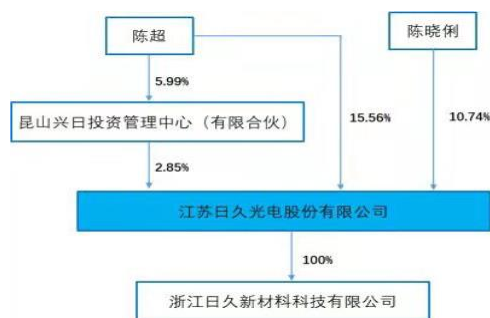 陈超
陈晓俐
5.99%
昆山兴日投资管理中心（有限合伙）
15.56%
10.74%
2.85%
江苏日久光电股份有限公司
100%
浙江日久新材料科技有限公司